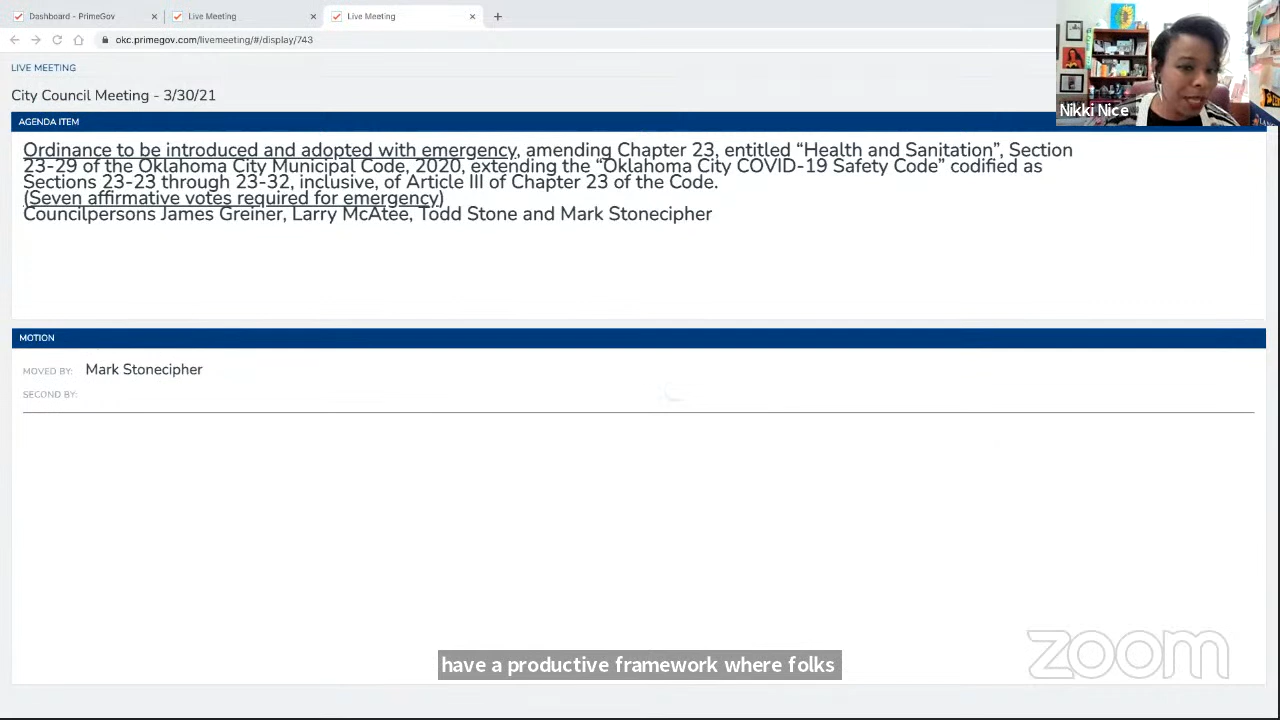 Dashboard - PrimeGov
Live Meeting
Live Meeting
okc.primegov.com/livemeeting/#/display/743
LIVE MEETING
City Council Meeting - 3/30/21
AGENDA ITEM
Ordinance to be introduced and adopted with emergency, amending Chapter 23, entitled “Health and Sanitation”, Section
23-29 of the Oklahoma City Municipal Code, 2020, extending the “Oklahoma City COVID-19 Safety Code” codified as
Sections 23-23 through 23-32, inclusive, of Article III of Chapter 23 of the Code.
(Seven affirmative votes required for emergency)
Councilpersons James Greiner, Larry McAtee, Todd Stone and Mark Stonecipher
Nikki Nice
MOTION
MOVED BY: Mark Stonecipher
SECOND BY:
have a productive framework where folks
zoom